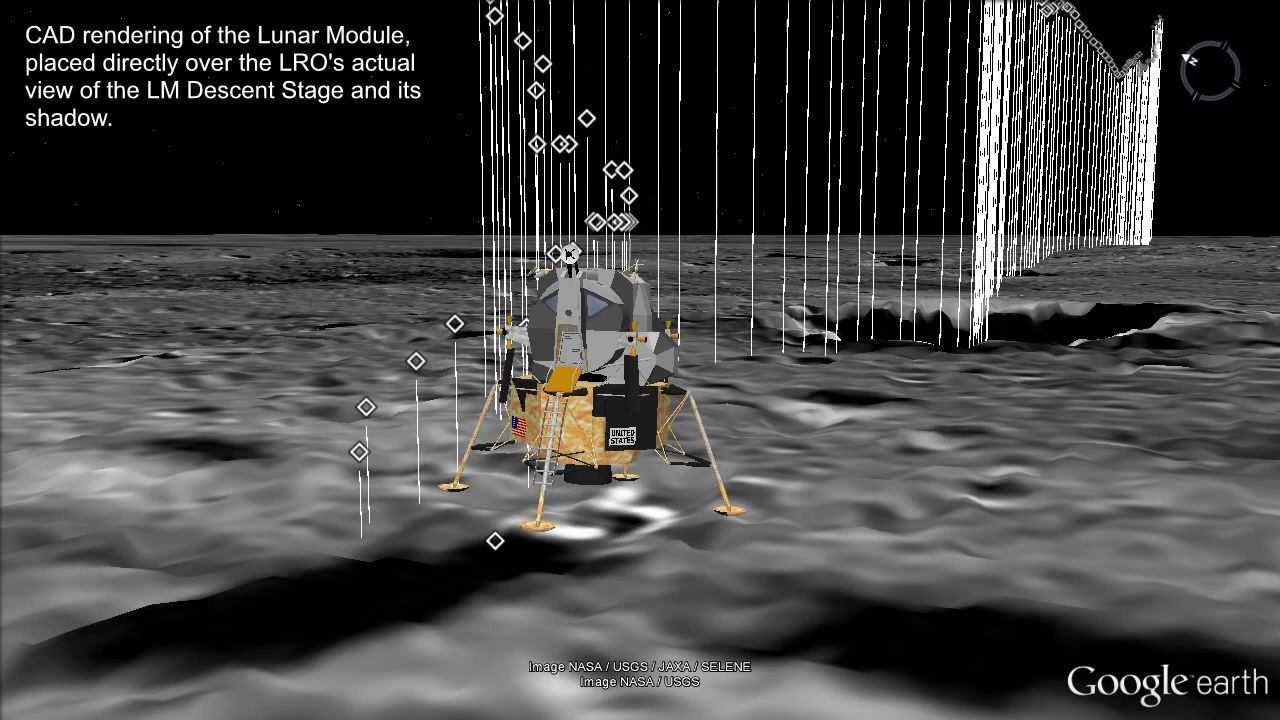 CAD rendering of the Lunar Module,
placed directly over the LRO's actual
view of the LM Descent Stage and its
shadow.
N
UNITED
STATES
Image NASA / USGS / JAXA / SELENE
Image NASA / USGS
Google earth